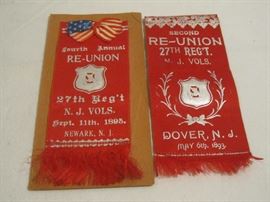 Fourth Annual
RE-UNION
27th Reg't
N. J. VOLS.
Sept. 11th, 1895.
NEWARK, N. J.
SECOND
RE-UNION
27TH REG'T
N. J. VOLS.
DOVER, N. J.
MAY 6th, 1893.